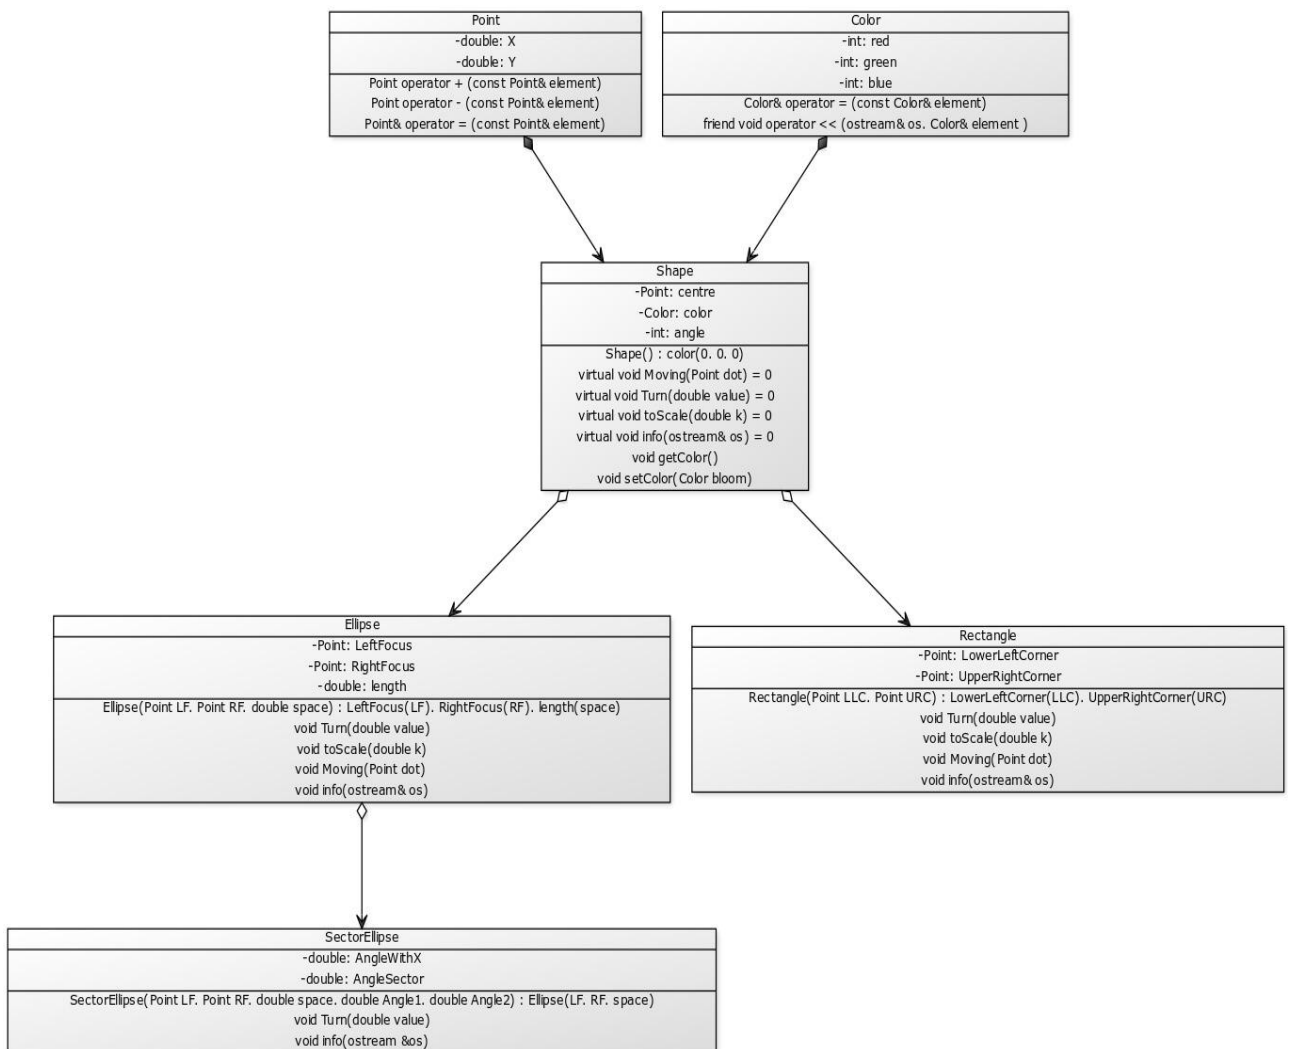 Point
-double: X
-double: Y
Point operator + (const Point& element)
Point operator - (const Point& element)
Point& operator = (const Point& element)
Color
-int: red
-int: green
-int: blue
Color& operator = (const Color& element)
friend void operator << (ostream& os. Color& element )
Shape
-Point: centre
-Color: color
-int: angle
Shape() : color(0. 0. 0)
virtual void Moving(Point dot) = 0
virtual void Turn(double value) = 0
virtual void toScale(double k) = 0
virtual void info(ostream& os) = 0
void getColor()
void setColor(Color bloom)
Ellipse
-Point: LeftFocus
-Point: RightFocus
-double: length
Ellipse(Point LF. Point RF. double space) : LeftFocus(LF). RightFocus(RF). length(space)
void Turn(double value)
void toScale(double k)
void Moving(Point dot)
void info(ostream& os)
Rectangle
-Point: LowerLeftCorner
-Point: UpperRightCorner
Rectangle(Point LLC. Point URC) : LowerLeftCorner(LLC). UpperRightCorner(URC)
void Turn(double value)
void toScale(double k)
void Moving(Point dot)
void info(ostream& os)
SectorEllipse
-double: AngleWithX
-double: AngleSector
SectorEllipse(Point LF. Point RF. double space. double Angle1. double Angle2) : Ellipse(LF. RF. space)
void Turn(double value)
void info(ostream &os)